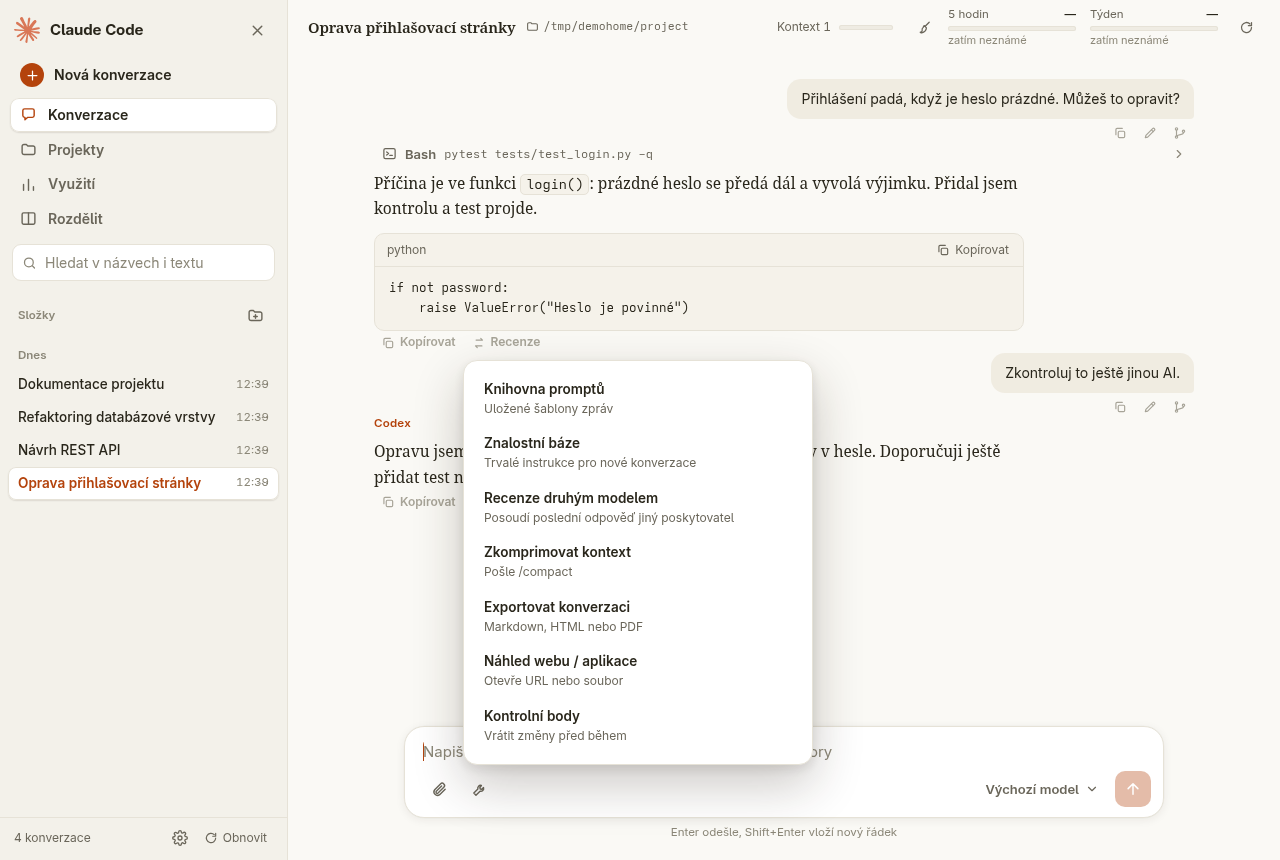 Claude Code
Nová konverzace
Konverzace
Projekty
Využití
Rozdělit
Hledat v názvech i textu
Složky
Dnes
Dokumentace projektu 12:39
Refaktoring databázové vrstvy 12:39
Návrh REST API 12:39
Oprava přihlašovací stránky 12:39
4 konverzace
Obnovit
Oprava přihlašovací stránky
/tmp/demohome/project
Kontext 1
5 hodin —
zatím neznámé
Týden —
zatím neznámé
Přihlášení padá, když je heslo prázdné. Můžeš to opravit?
Bash pytest tests/test_login.py -q
Příčina je ve funkci login(): prázdné heslo se předá dál a vyvolá výjimku. Přidal jsem
kontrolu a test projde.
python
Kopírovat
if not password:
    raise ValueError("Heslo je povinné")
Kopírovat
Recenze
Zkontroluj to ještě jinou AI.
Codex
Opravu jsem
v hesle. Doporučuji ještě
přidat test
Kopírovat
Knihovna promptů
Uložené šablony zpráv
Znalostní báze
Trvalé instrukce pro nové konverzace
Recenze druhým modelem
Posoudí poslední odpověď jiný poskytovatel
Zkomprimovat kontext
Pošle /compact
Exportovat konverzaci
Markdown, HTML nebo PDF
Náhled webu / aplikace
Otevře URL nebo soubor
Kontrolní body
Vrátit změny před během
Výchozí model
Enter odešle, Shift+Enter vloží nový řádek